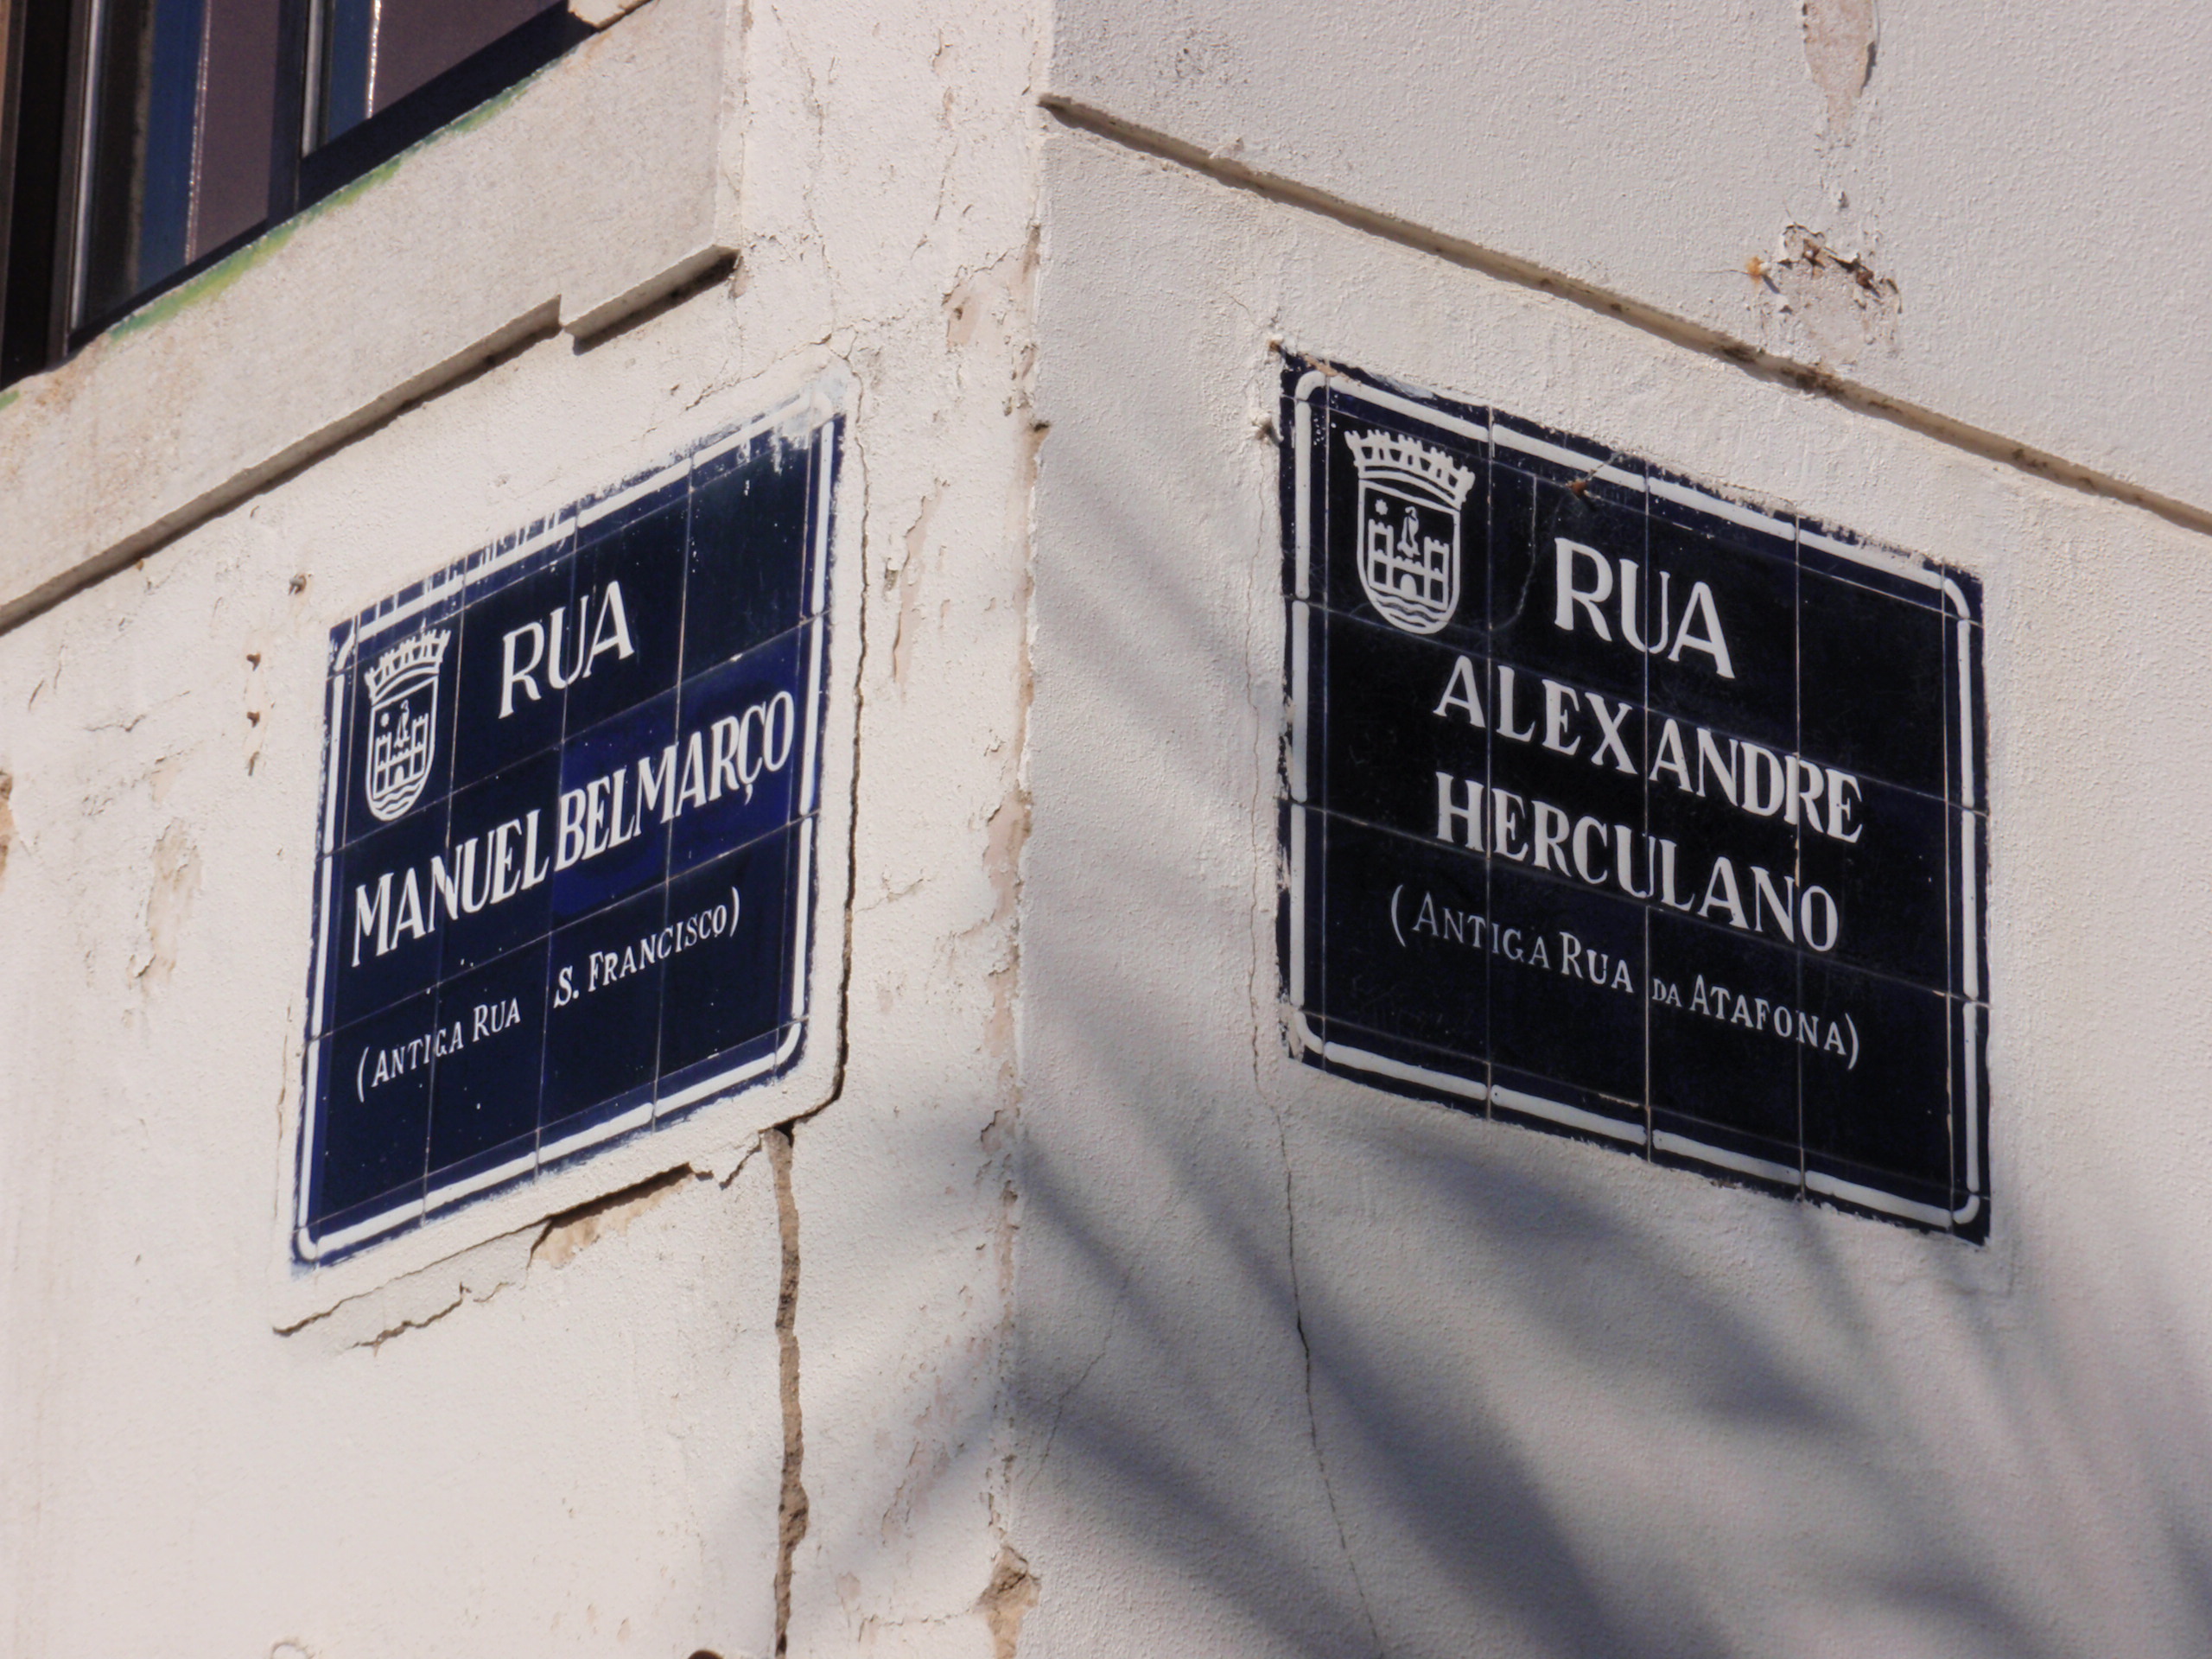 RUA
MANUEL BELMARÇO
(ANTIGA RUA S. FRANCISCO)
RUA
ALEXANDRE
HERCULANO
(ANTIGA RUA DA ATAFONA)